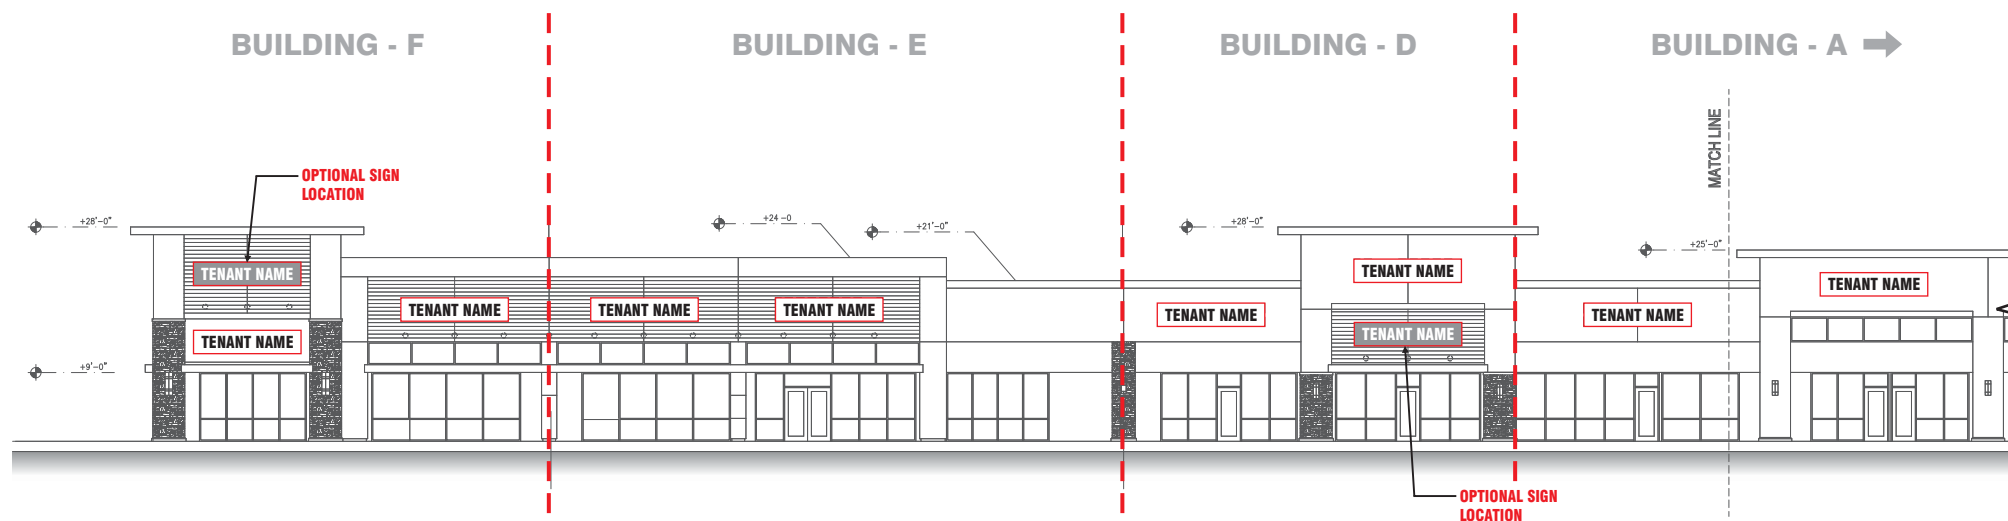 BUILDING - F
BUILDING - E
BUILDING - D
BUILDING - A
MATCH LINE
OPTIONAL SIGN
LOCATION
+28'-0"
+24 -0
+21'-0"
+28'-0"
+25'-0"
TENANT NAME
TENANT NAME
TENANT NAME
TENANT NAME
TENANT NAME
TENANT NAME
TENANT NAME
TENANT NAME
TENANT NAME
TENANT NAME
+9'-0"
OPTIONAL SIGN
LOCATION